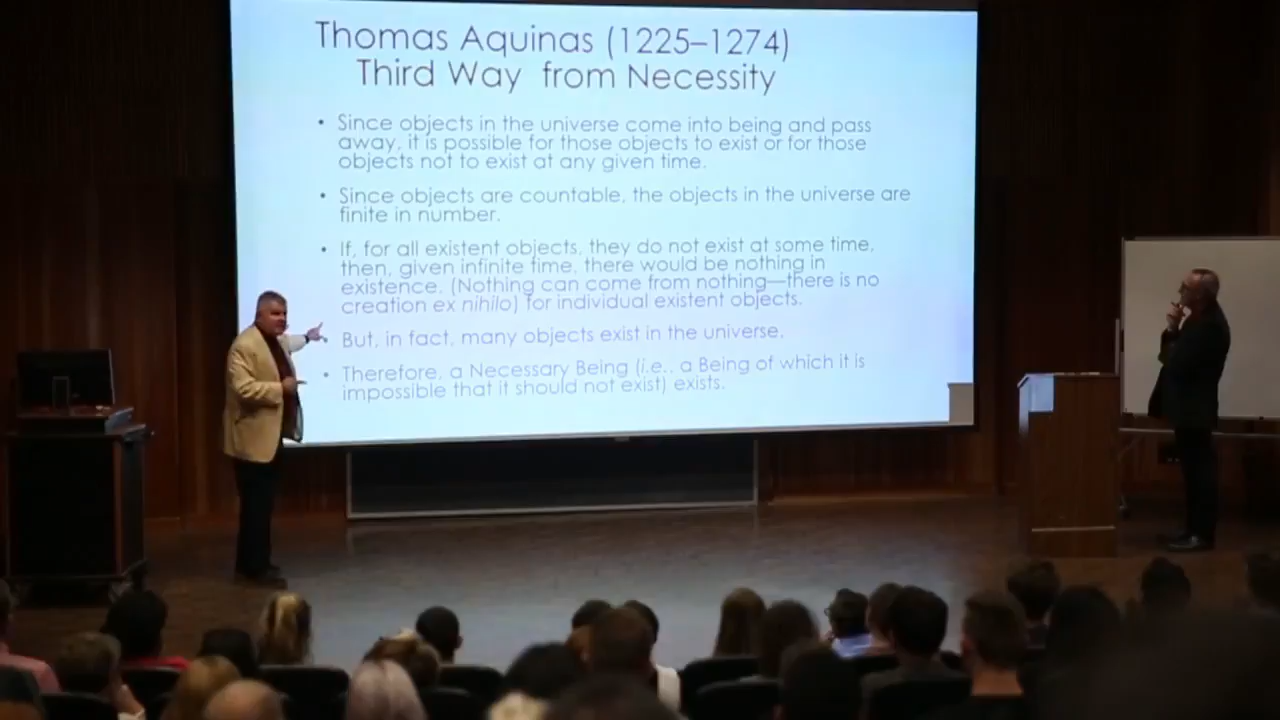 Thomas Aquinas (1225–1274)
Third Way from Necessity
• Since objects in the universe come into being and pass
away, it is possible for those objects to exist or for those
objects not to exist at any given time.
• Since objects are countable, the objects in the universe are
finite in number.
• If, for all existent objects, they do not exist at some time,
then, given infinite time, there would be nothing in
existence. (Nothing can come from nothing—there is no
creation ex nihilo) for individual existent objects.
But, in fact, many objects exist in the universe.
• Therefore, a Necessary Being (i.e., a Being of which it is
impossible that it should not exist) exists.